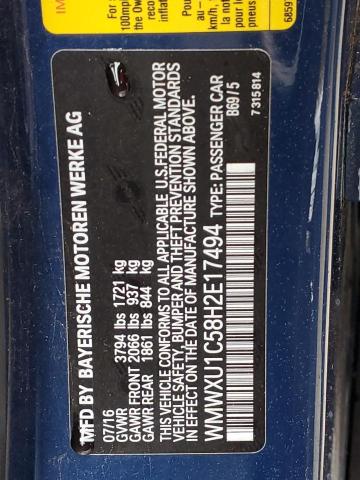 MFD BY BAYERISCHE MOTOREN WERKE AG
07/16
GVWR 3794 lbs 1721 kg
GAWR FRONT 2066 lbs 937 kg
GAWR REAR 1861 lbs 844 kg
THIS VEHICLE CONFORMS TO ALL APPLICABLE U.S. FEDERAL MOTOR
VEHICLE SAFETY, BUMPER AND THEFT PREVENTION STANDARDS
IN EFFECT ON THE DATE OF MANUFACTURE SHOWN ABOVE.
WMWXU1C58H2E17494 TYPE: PASSENGER CAR
B69/5
7315814